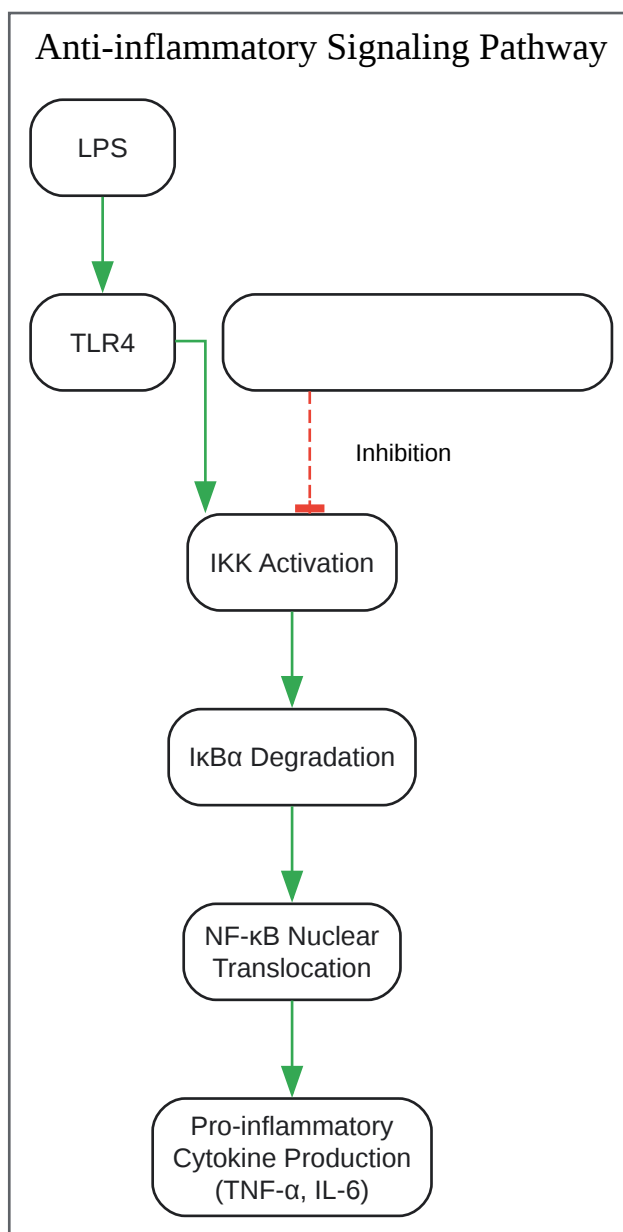 Anti-inflammatory Signaling Pathway
LPS
TLR4
Inhibition
IKK Activation
IκBα Degradation
NF-κB Nuclear
Translocation
Pro-inflammatory
Cytokine Production
(TNF-α, IL-6)